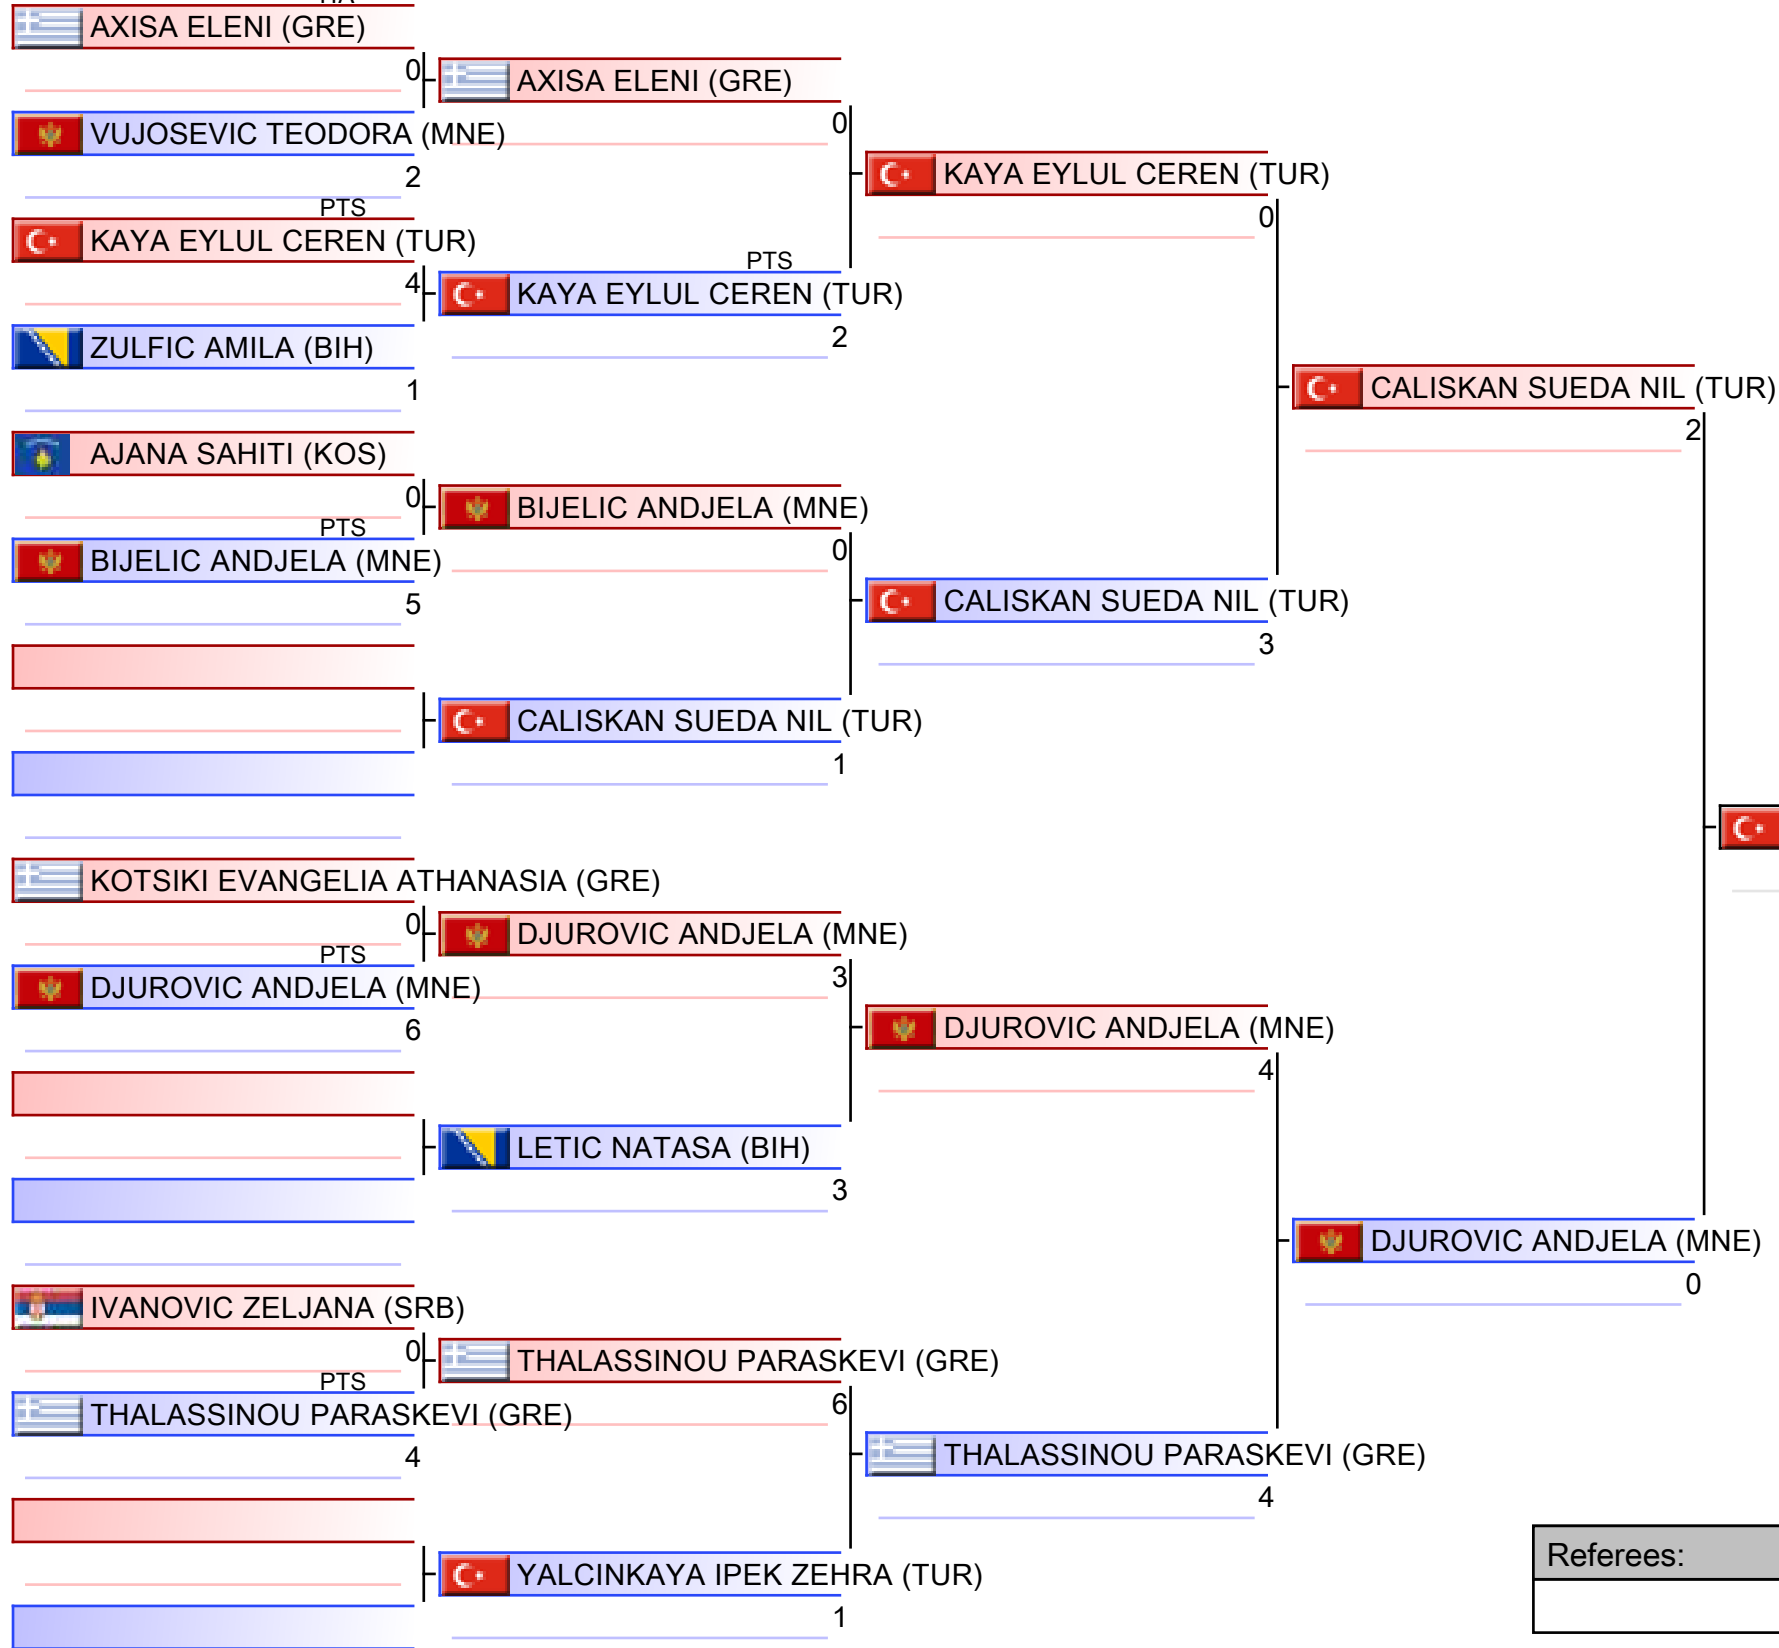 AXISA ELENI (GRE)
0
VUJOSEVIC TEODORA (MNE)
2
PTS
KAYA EYLUL CEREN (TUR)
4
ZULFIC AMILA (BIH)
1
AJANA SAHITI (KOS)
0
PTS
BIJELIC ANDJELA (MNE)
5
KOTSIKI EVANGELIA ATHANASIA (GRE)
0
PTS
DJUROVIC ANDJELA (MNE)
6
IVANOVIC ZELJANA (SRB)
0
PTS
THALASSINOU PARASKEVI (GRE)
4
AXISA ELENI (GRE)
0
PTS
KAYA EYLUL CEREN (TUR)
2
BIJELIC ANDJELA (MNE)
0
CALISKAN SUEDA NIL (TUR)
1
DJUROVIC ANDJELA (MNE)
3
LETIC NATASA (BIH)
3
THALASSINOU PARASKEVI (GRE)
6
YALCINKAYA IPEK ZEHRA (TUR)
1
KAYA EYLUL CEREN (TUR)
0
CALISKAN SUEDA NIL (TUR)
3
DJUROVIC ANDJELA (MNE)
4
THALASSINOU PARASKEVI (GRE)
4
CALISKAN SUEDA NIL (TUR)
2
DJUROVIC ANDJELA (MNE)
0
Referees: